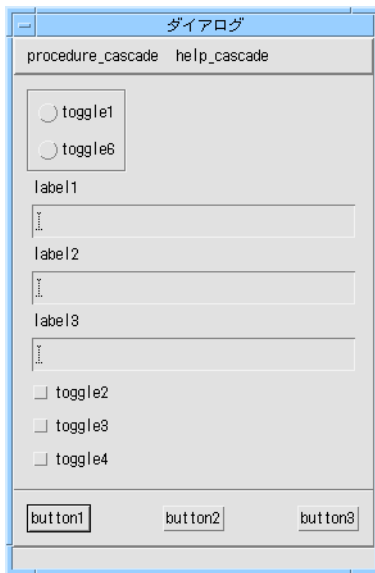 ダイアログ
procedure_cascade help_cascade
toggle1
toggle6
label1
label2
label3
toggle2
toggle3
toggle4
button1 button2 button3